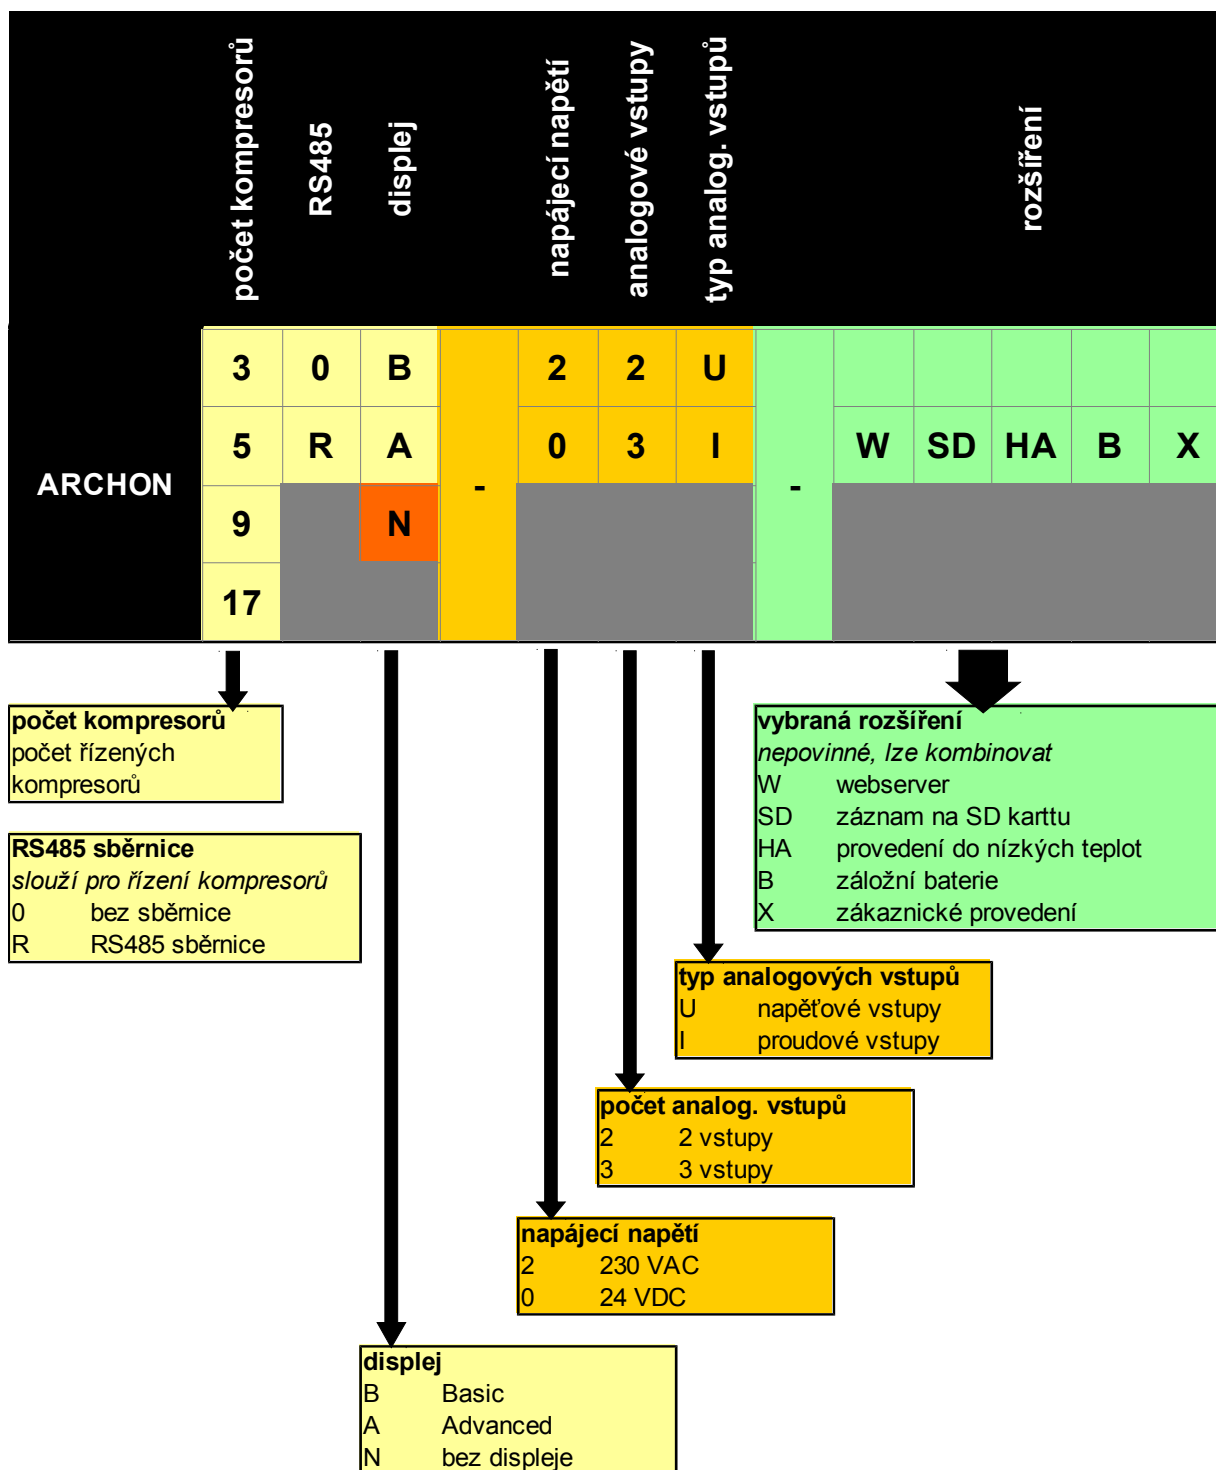 počet kompresorů
RS485
displej
napájecí napětí
analogové vstupy
typ analog. vstupů
rozšíření
ARCHON
3 0 B 2 2 U
5 R A 0 3 I W SD HA B X
- -
9 N
17
počet kompresorů
počet řízených
kompresorů
RS485 sběrnice
slouží pro řízení kompresorů
0 bez sběrnice
R RS485 sběrnice
vybraná rozšíření
nepovinné, lze kombinovat
W webserver
SD záznam na SD karttu
HA provedení do nízkých teplot
B záložní baterie
X zákaznické provedení
typ analogových vstupů
U napěťové vstupy
I proudové vstupy
počet analog. vstupů
2 2 vstupy
3 3 vstupy
napájecí napětí
2 230 VAC
0 24 VDC
displej
B Basic
A Advanced
N bez displeje